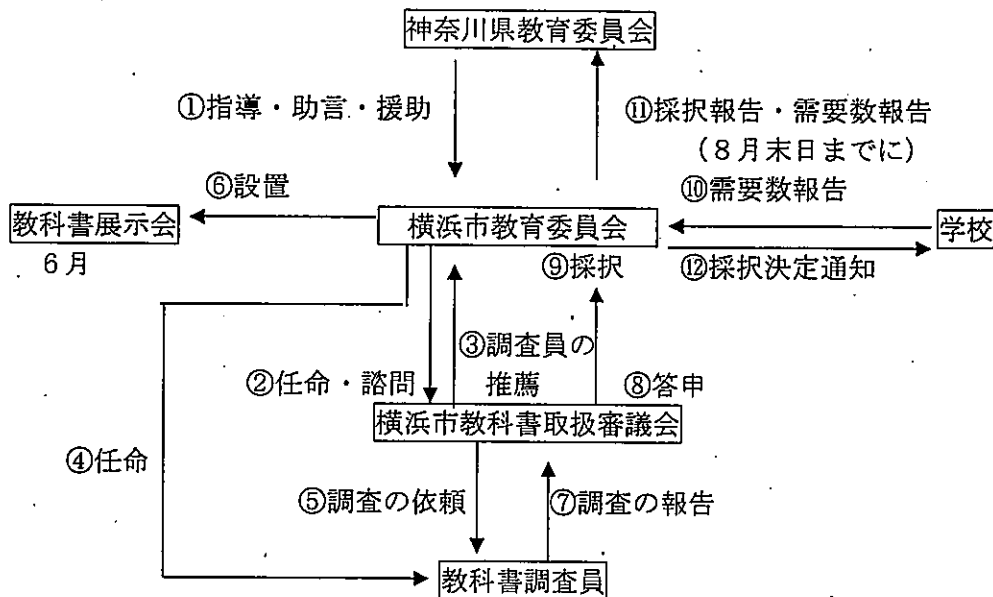 神奈川県教育委員会
①指導・助言・援助
⑪採択報告・需要数報告
(8月末日までに)
⑥設置
⑩需要数報告
教科書展示会
横浜市教育委員会
学校
6月
⑨採択
⑫採択決定通知
③調査員の
推薦
②任命・諮問
⑧答申
横浜市教科書取扱審議会
④任命
⑤調査の依頼
⑦調査の報告
教科書調査員